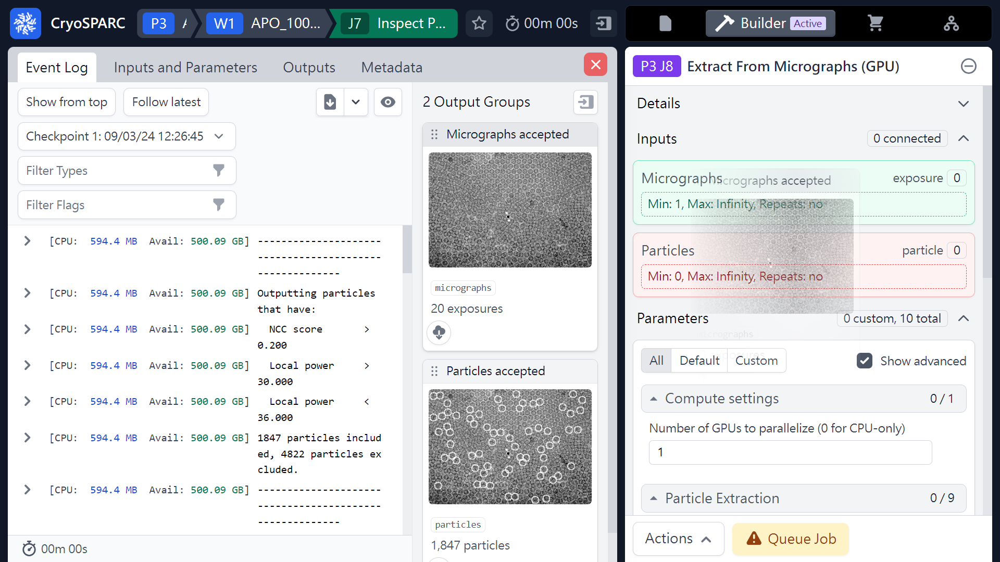 CryoSPARC
P3
W1 APO_100...
J7 Inspect P...
00m 00s
Builder Active
Event Log
Inputs and Parameters
Outputs
Metadata
Show from top
Follow latest
Checkpoint 1: 09/03/24 12:26:45
Filter Types
Filter Flags
[CPU: 594.4 MB Avail: 500.09 GB] ---------------------
---------------------
--------------
[CPU: 594.4 MB Avail: 500.09 GB] Outputting particles
that have:
[CPU: 594.4 MB Avail: 500.09 GB] NCC score >
0.200
[CPU: 594.4 MB Avail: 500.09 GB] Local power >
30.000
[CPU: 594.4 MB Avail: 500.09 GB] Local power <
36.000
[CPU: 594.4 MB Avail: 500.09 GB] 1847 particles includ
ed, 4822 particles ex
cluded.
[CPU: 594.4 MB Avail: 500.09 GB] ---------------------
---------------------
--------------
00m 00s
2 Output Groups
Micrographs accepted
micrographs
20 exposures
Particles accepted
particles
1,847 particles
P3 J8 Extract From Micrographs (GPU)
Details
Inputs
0 connected
Micrographs
exposure 0
Micrographs accepted
Min: 1, Max: Infinity, Repeats: no
Particles
particle 0
Min: 0, Max: Infinity, Repeats: no
Parameters
0 custom, 10 total
micrographs
exposures
All
Default
Custom
Show advanced
Compute settings 0 / 1
Number of GPUs to parallelize (0 for CPU-only)
1
Particle Extraction 0 / 9
Actions
Queue Job